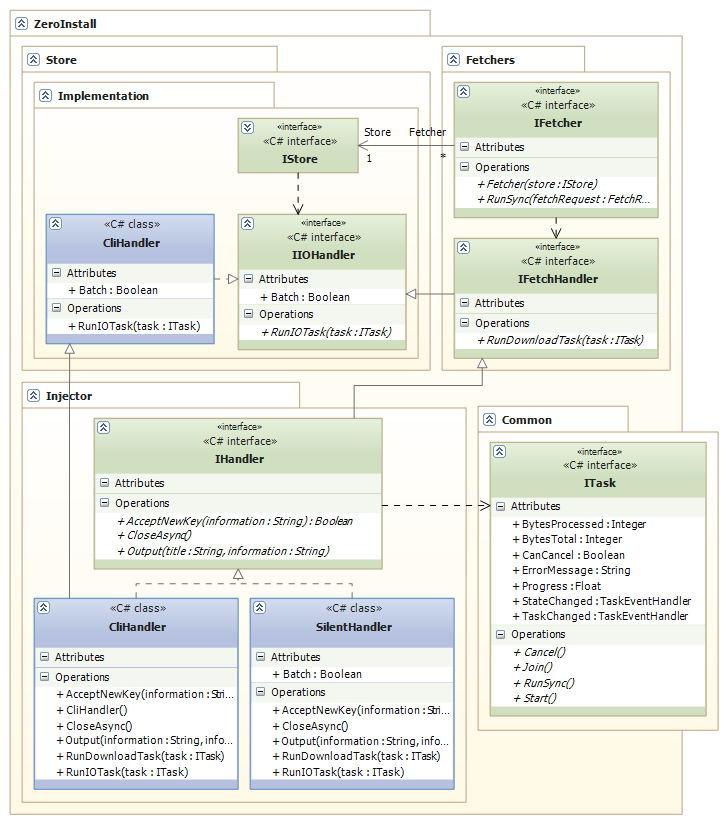 ZeroInstall
Store
Implementation
«interface»
«C# interface»
IStore
Store
1
Fetcher
*
«C# class»
CliHandler
Attributes
+ Batch : Boolean
Operations
+ RunIOTask(task : ITask)
«interface»
«C# interface»
IIOHandler
Attributes
+ Batch : Boolean
Operations
+ RunIOTask(task : ITask)
Fetchers
«interface»
«C# interface»
IFetcher
Attributes
Operations
+ Fetcher(store : IStore)
+ RunSync(fetchRequest : FetchR...
«interface»
«C# interface»
IFetchHandler
Attributes
Operations
+ RunDownloadTask(task : ITask)
Injector
«interface»
«C# interface»
IHandler
Attributes
Operations
+ AcceptNewKey(information : String) : Boolean
+ CloseAsync()
+ Output(title : String, information : String)
«C# class»
CliHandler
Attributes
Operations
+ AcceptNewKey(information : Stri...
+ CliHandler()
+ CloseAsync()
+ Output(information : String, info...
+ RunDownloadTask(task : ITask)
+ RunIOTask(task : ITask)
«C# class»
SilentHandler
Attributes
+ Batch : Boolean
Operations
+ AcceptNewKey(information : Stri...
+ CloseAsync()
+ Output(information : String, info...
+ RunDownloadTask(task : ITask)
+ RunIOTask(task : ITask)
Common
«interface»
«C# interface»
ITask
Attributes
+ BytesProcessed : Integer
+ BytesTotal : Integer
+ CanCancel : Boolean
+ ErrorMessage : String
+ Progress : Float
+ StateChanged : TaskEventHandler
+ TaskChanged : TaskEventHandler
Operations
+ Cancel()
+ Join()
+ RunSync()
+ Start()